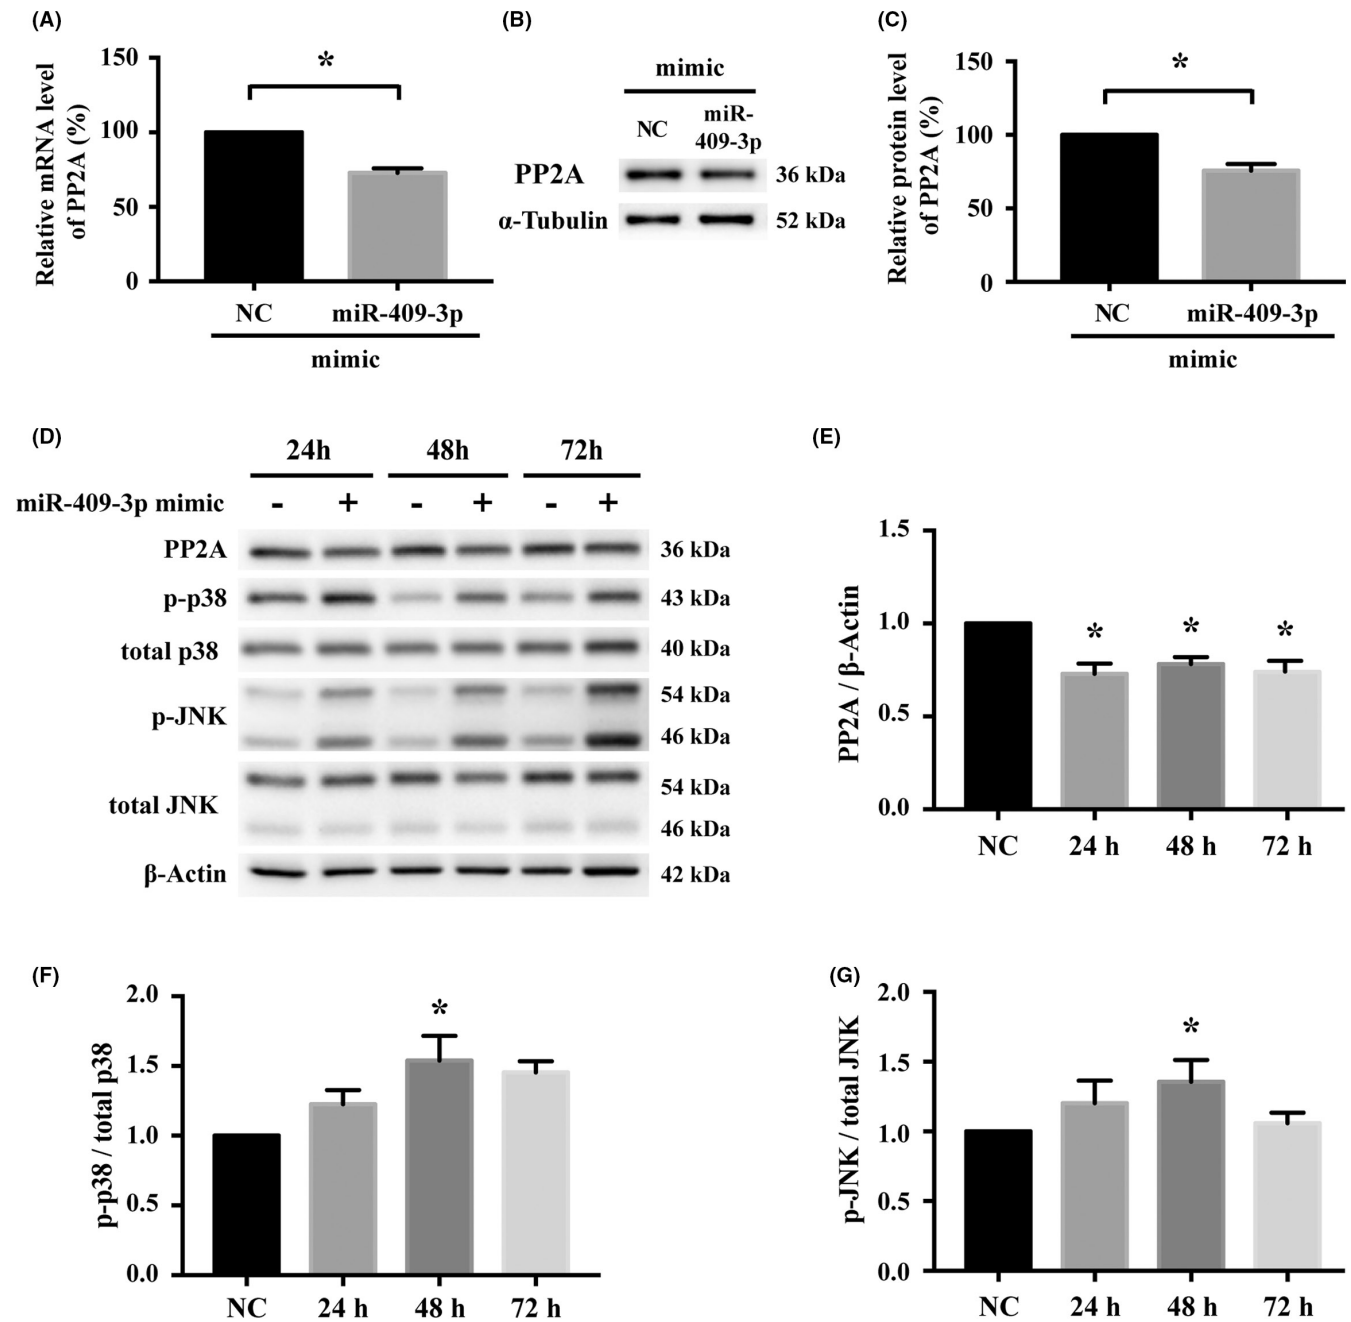 (A)
150
100
50
0
Relative mRNA level
of PP2A (%)
*
NC miR-409-3p
mimic
(B)
mimic
NC miR-
409-3p
PP2A 36 kDa
α-Tubulin 52 kDa
(C)
150
100
50
0
Relative protein level
of PP2A (%)
*
NC miR-409-3p
mimic
(D)
24h 48h 72h
miR-409-3p mimic - + - + - +
PP2A 36 kDa
p-p38 43 kDa
total p38 40 kDa
p-JNK 54 kDa
46 kDa
total JNK 54 kDa
46 kDa
β-Actin 42 kDa
(E)
1.5
1.0
0.5
0.0
PP2A / β-Actin
* * *
NC 24 h 48 h 72 h
(F)
2.0
1.5
1.0
0.5
0.0
p-p38 / total p38
*
NC 24 h 48 h 72 h
(G)
2.0
1.5
1.0
0.5
0.0
p-JNK / total JNK
*
NC 24 h 48 h 72 h